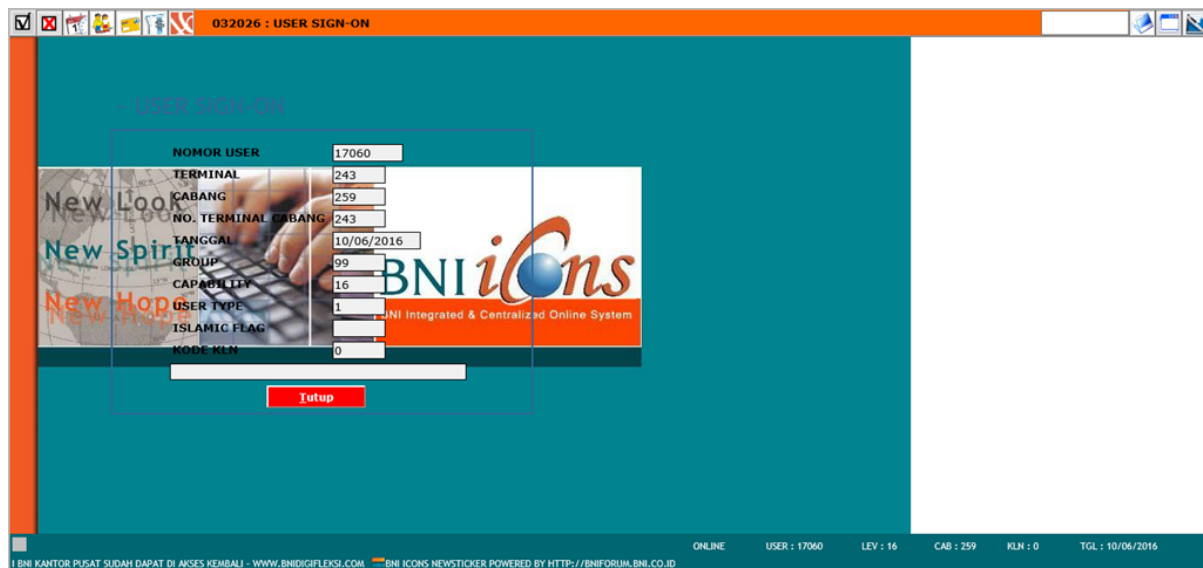 032026 : USER SIGN-ON
- USER SIGN-ON
NOMOR USER 17060
TERMINAL 243
CABANG 259
NO. TERMINAL CABANG 243
TANGGAL 10/06/2016
GROUP 99
CAPABILITY 16
USER TYPE 1
ISLAMIC FLAG
KODE KLN 0
Tutup
New Look
New Spirit
New Hope
BNI icons
BNI Integrated & Centralized Online System
ONLINE USER : 17060 LEV : 16 CAB : 259 KLN : 0 TGL : 10/06/2016
I BNI KANTOR PUSAT SUDAH DAPAT DI AKSES KEMBALI - WWW.BNIDIGIFLEKSI.COM BNI ICONS NEWSTICKER POWERED BY HTTP://BNIFORUM.BNI.CO.ID